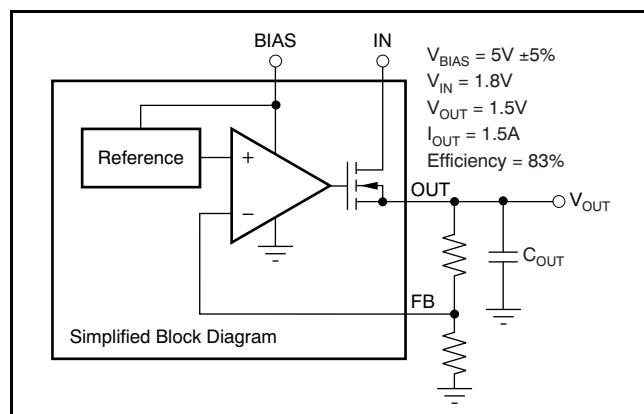 BIAS
IN
V_BIAS = 5V ±5%
V_IN = 1.8V
V_OUT = 1.5V
I_OUT = 1.5A
Efficiency = 83%
Reference
+
−
OUT
V_OUT
C_OUT
FB
Simplified Block Diagram